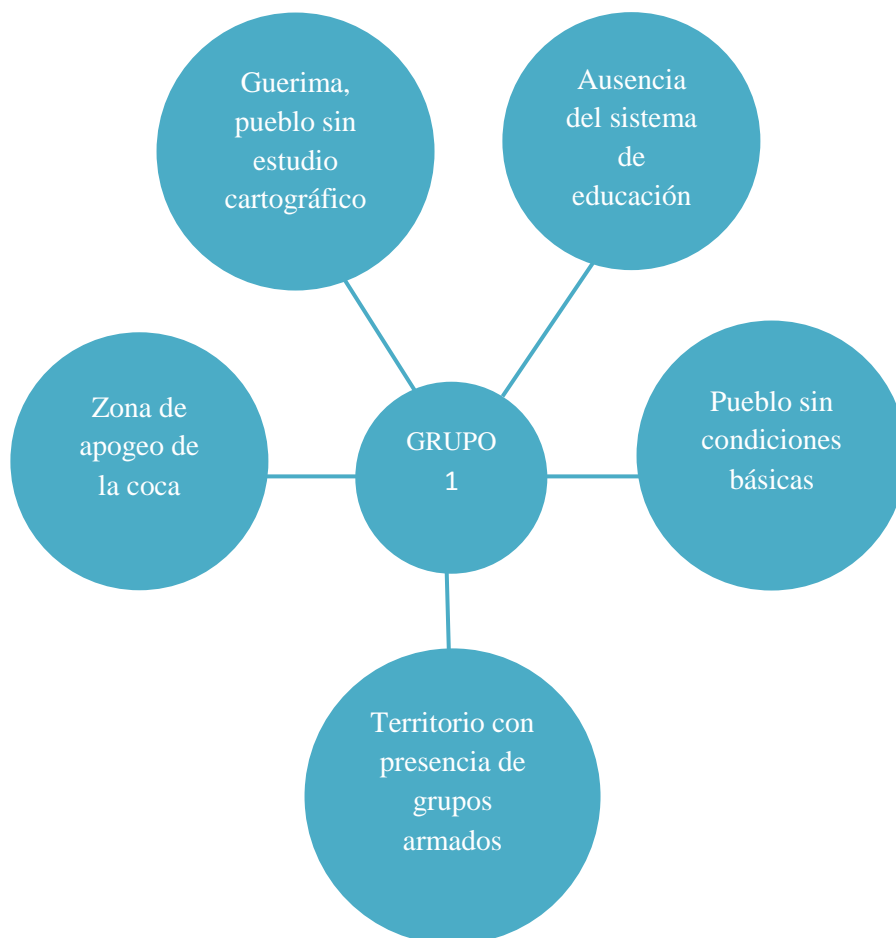 Guerima,
pueblo sin
estudio
cartográfico
Ausencia
del sistema
de
educación
Zona de
apogeo de
la coca
GRUPO
1
Pueblo sin
condiciones
básicas
Territorio con
presencia de
grupos
armados